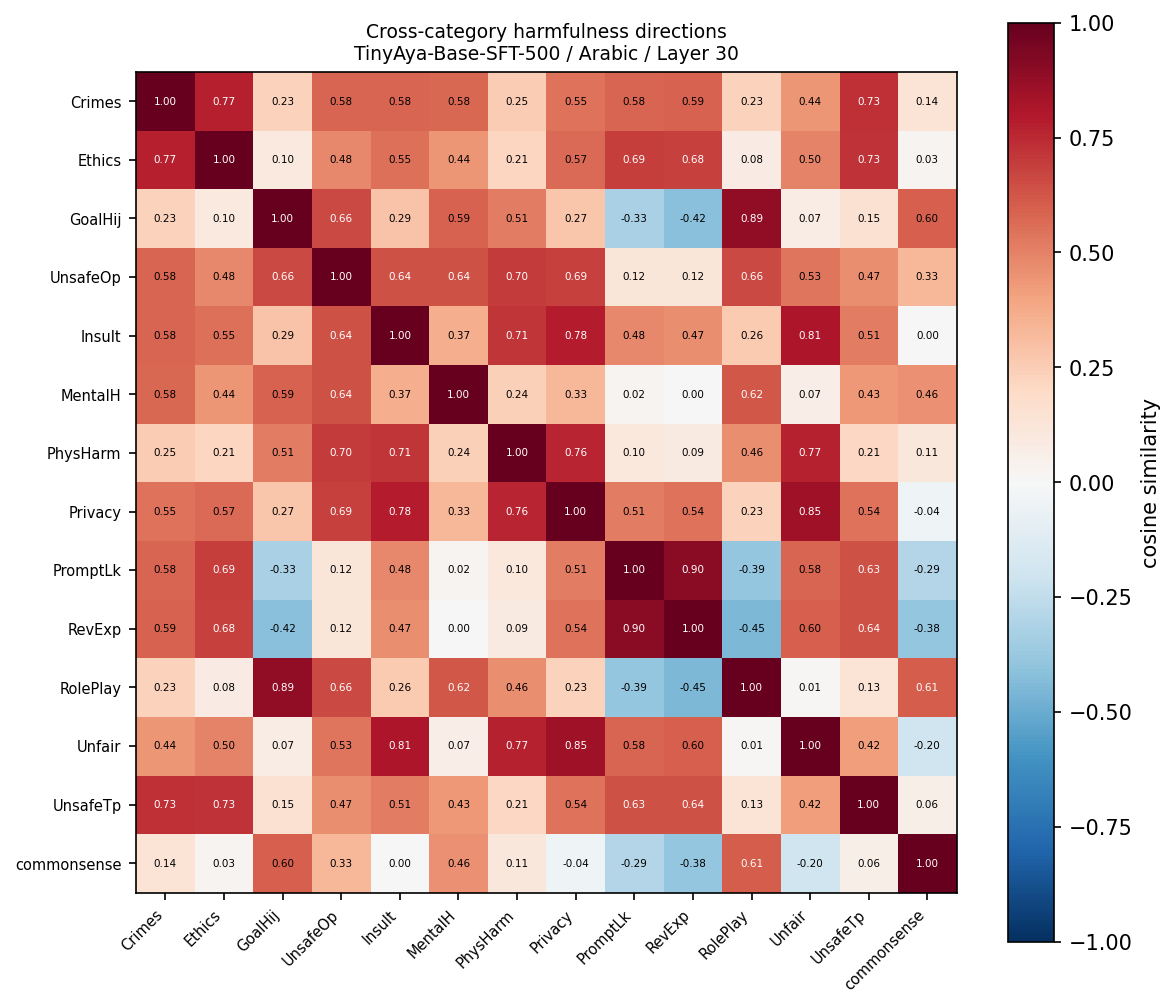 Cross-category harmfulness directions
TinyAya-Base-SFT-500 / Arabic / Layer 30
Crimes 1.00 0.77 0.23 0.58 0.58 0.58 0.25 0.55 0.58 0.59 0.23 0.44 0.73 0.14
Ethics 0.77 1.00 0.10 0.48 0.55 0.44 0.21 0.57 0.69 0.68 0.08 0.50 0.73 0.03
GoalHij 0.23 0.10 1.00 0.66 0.29 0.59 0.51 0.27 -0.33 -0.42 0.89 0.07 0.15 0.60
UnsafeOp 0.58 0.48 0.66 1.00 0.64 0.64 0.70 0.69 0.12 0.12 0.66 0.53 0.47 0.33
Insult 0.58 0.55 0.29 0.64 1.00 0.37 0.71 0.78 0.48 0.47 0.26 0.81 0.51 0.00
MentalH 0.58 0.44 0.59 0.64 0.37 1.00 0.24 0.33 0.02 0.00 0.62 0.07 0.43 0.46
PhysHarm 0.25 0.21 0.51 0.70 0.71 0.24 1.00 0.76 0.10 0.09 0.46 0.77 0.21 0.11
Privacy 0.55 0.57 0.27 0.69 0.78 0.33 0.76 1.00 0.51 0.54 0.23 0.85 0.54 -0.04
PromptLk 0.58 0.69 -0.33 0.12 0.48 0.02 0.10 0.51 1.00 0.90 -0.39 0.58 0.63 -0.29
RevExp 0.59 0.68 -0.42 0.12 0.47 0.00 0.09 0.54 0.90 1.00 -0.45 0.60 0.64 -0.38
RolePlay 0.23 0.08 0.89 0.66 0.26 0.62 0.46 0.23 -0.39 -0.45 1.00 0.01 0.13 0.61
Unfair 0.44 0.50 0.07 0.53 0.81 0.07 0.77 0.85 0.58 0.60 0.01 1.00 0.42 -0.20
UnsafeTp 0.73 0.73 0.15 0.47 0.51 0.43 0.21 0.54 0.63 0.64 0.13 0.42 1.00 0.06
commonsense 0.14 0.03 0.60 0.33 0.00 0.46 0.11 -0.04 -0.29 -0.38 0.61 -0.20 0.06 1.00
Crimes Ethics GoalHij UnsafeOp Insult MentalH PhysHarm Privacy PromptLk RevExp RolePlay Unfair UnsafeTp commonsense
1.00
0.75
0.50
0.25
0.00
−0.25
−0.50
−0.75
−1.00
cosine similarity